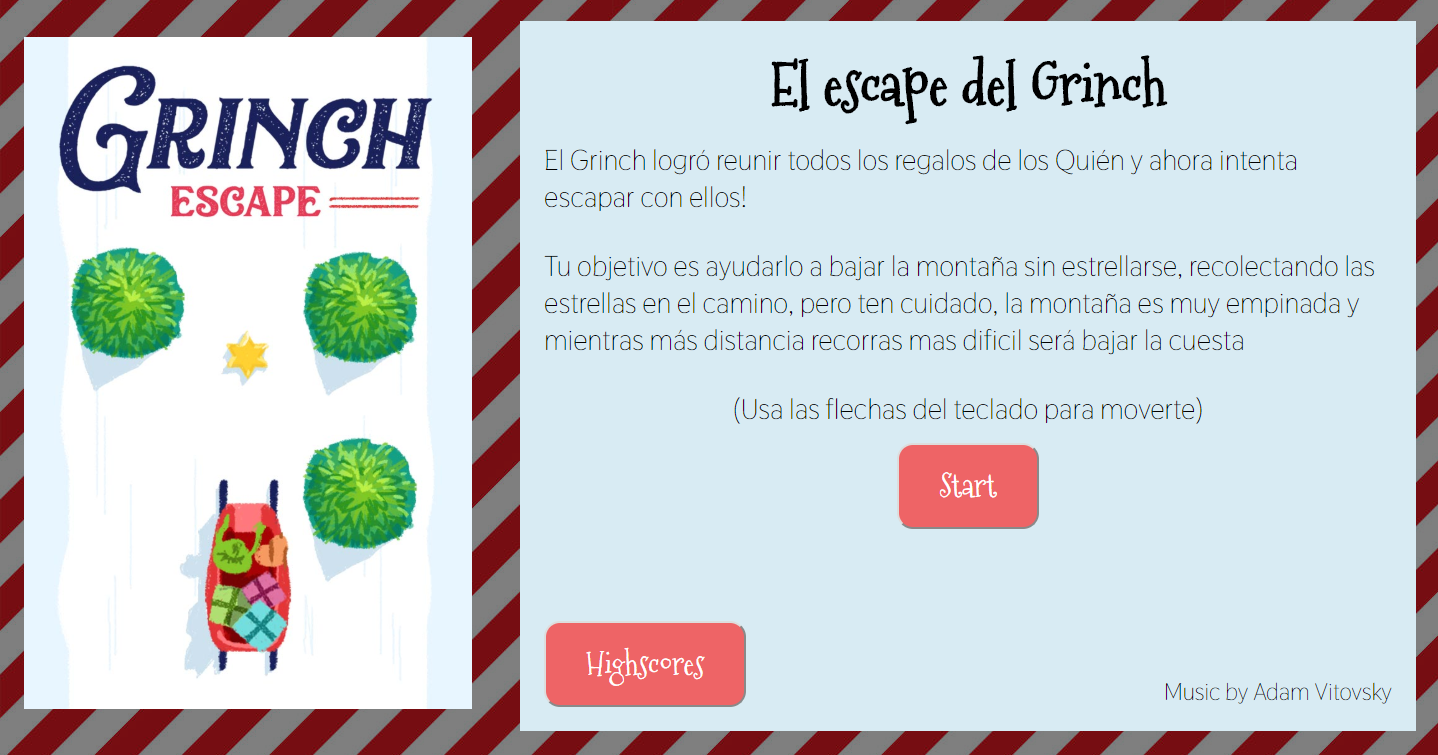 GRINCH
ESCAPE
El escape del Grinch
El Grinch logró reunir todos los regalos de los Quién y ahora intenta
escapar con ellos!
Tu objetivo es ayudarlo a bajar la montaña sin estrellarse, recolectando las
estrellas en el camino, pero ten cuidado, la montaña es muy empinada y
mientras más distancia recorras mas dificil será bajar la cuesta
(Usa las flechas del teclado para moverte)
Start
Highscores
Music by Adam Vitovsky